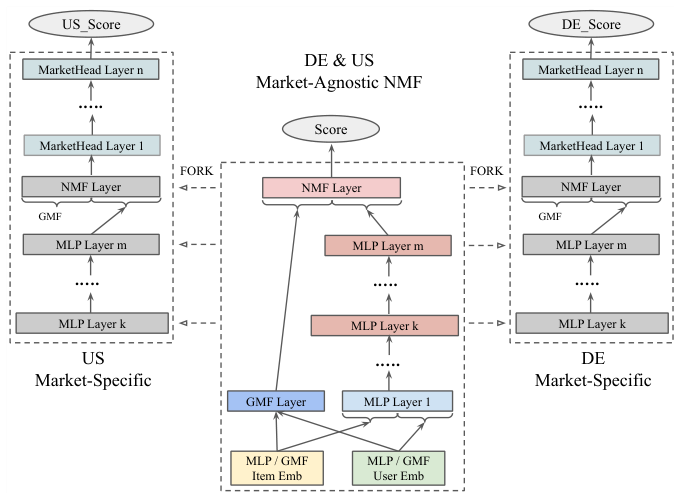 US_Score
MarketHead Layer n
.....
MarketHead Layer 1
NMF Layer
GMF
MLP Layer m
.....
MLP Layer k
US
Market-Specific
DE & US
Market-Agnostic NMF
Score
FORK
FORK
NMF Layer
MLP Layer m
.....
MLP Layer k
.....
GMF Layer
MLP Layer 1
MLP / GMF
Item Emb
MLP / GMF
User Emb
DE_Score
MarketHead Layer n
.....
MarketHead Layer 1
NMF Layer
GMF
MLP Layer m
.....
MLP Layer k
DE
Market-Specific